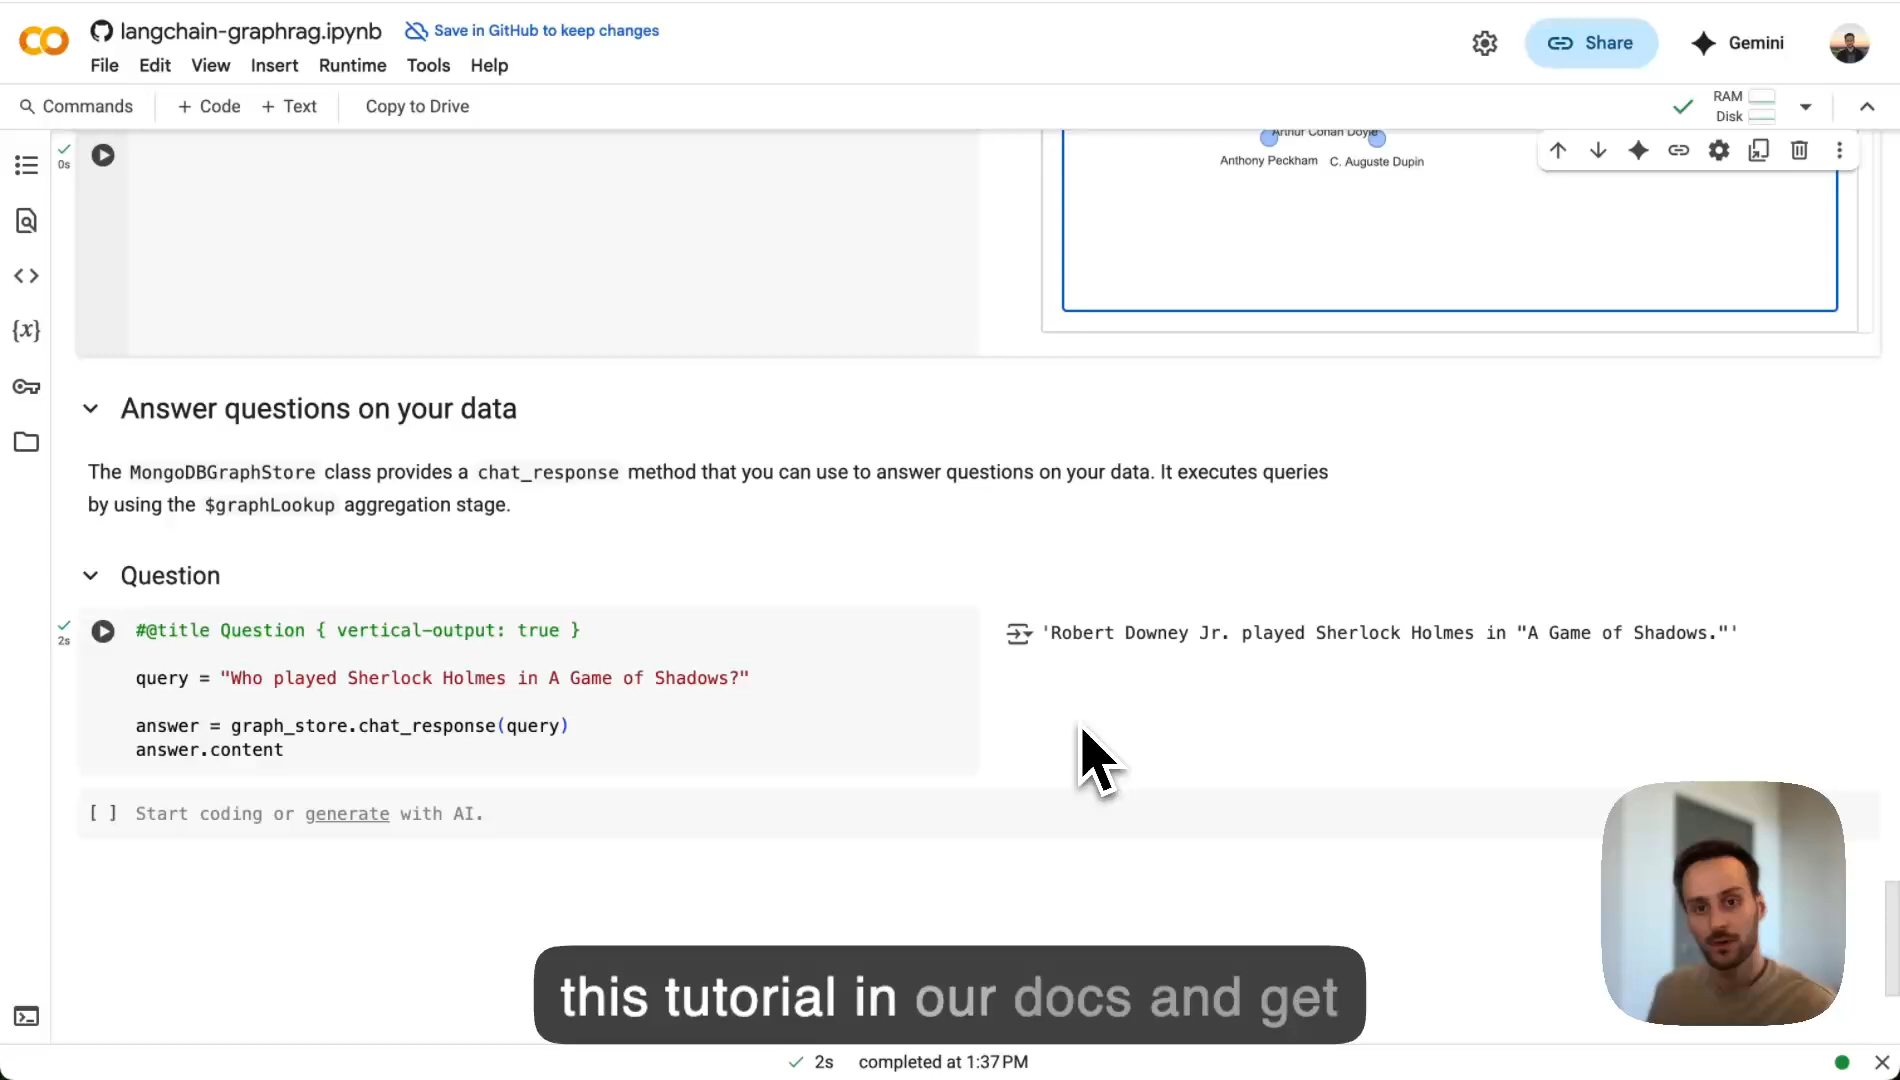 langchain-graphrag.ipynb
Save in GitHub to keep changes
Share
Gemini
File Edit View Insert Runtime Tools Help
Commands
+ Code + Text
Copy to Drive
RAM
Disk
0s
Arthur Conan Doyle
Anthony Peckham C. Auguste Dupin
{x}
Answer questions on your data
The MongoDBGraphStore class provides a chat_response method that you can use to answer questions on your data. It executes queries
by using the $graphLookup aggregation stage.
Question
2s
#@title Question { vertical-output: true }
'Robert Downey Jr. played Sherlock Holmes in "A Game of Shadows."'
query = "Who played Sherlock Holmes in A Game of Shadows?"
answer = graph_store.chat_response(query)
answer.content
[ ] Start coding or generate with AI.
this tutorial in our docs and get
2s completed at 1:37 PM